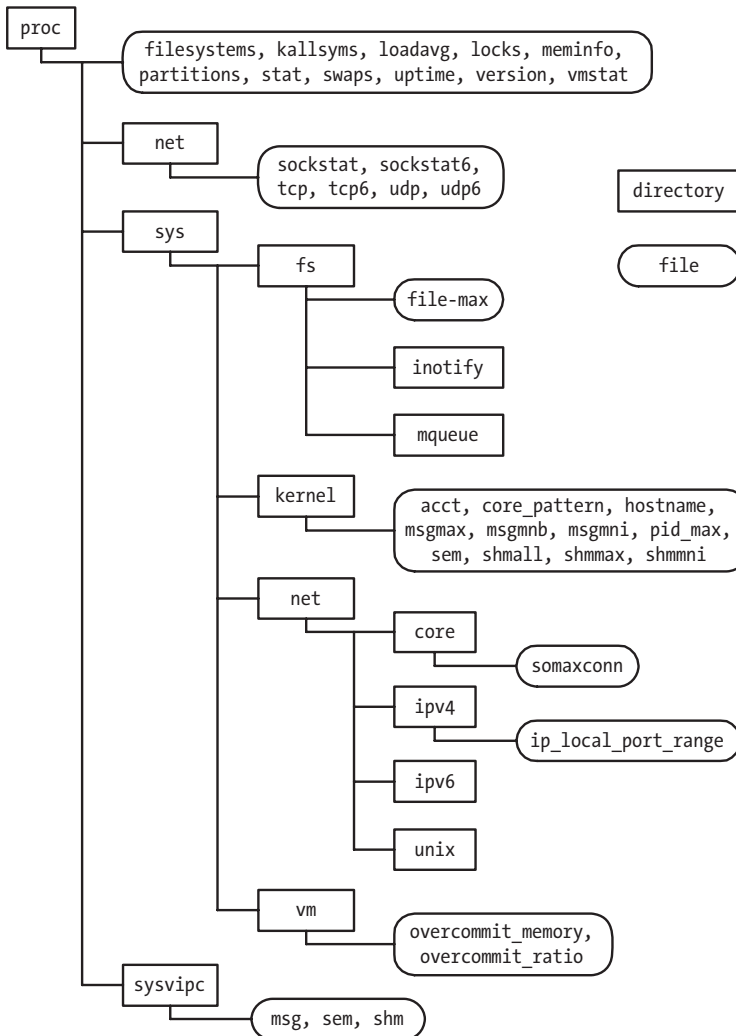 proc
filesystems, kallsyms, loadavg, locks, meminfo,
partitions, stat, swaps, uptime, version, vmstat
net
sockstat, sockstat6,
tcp, tcp6, udp, udp6
directory
sys
fs
file
file-max
inotify
mqueue
kernel
acct, core_pattern, hostname,
msgmax, msgmnb, msgmni, pid_max,
sem, shmall, shmmax, shmmni
net
core
somaxconn
ipv4
ip_local_port_range
ipv6
unix
vm
overcommit_memory,
overcommit_ratio
sysvipc
msg, sem, shm